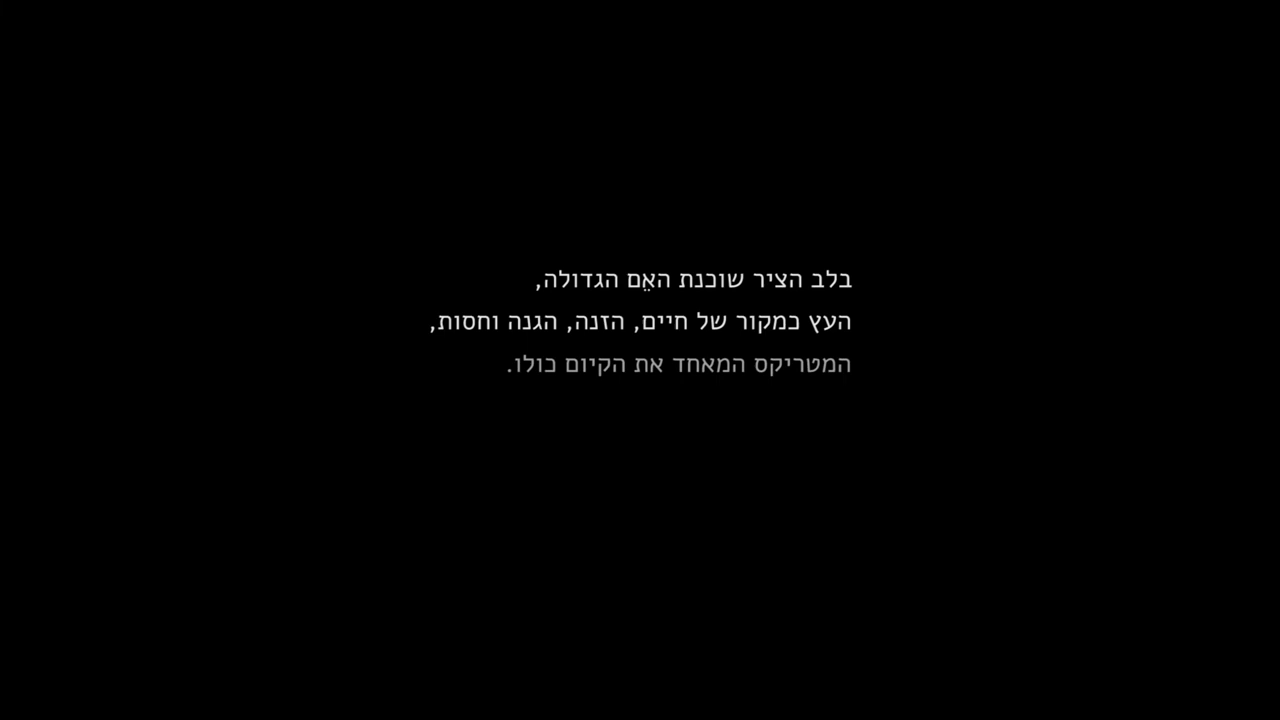 בלב הציר שוכנת האֵם הגדולה,
העץ כמקור של חיים, הזנה, הגנה וחסות,
המטריקס המאחד את הקיום כולו.